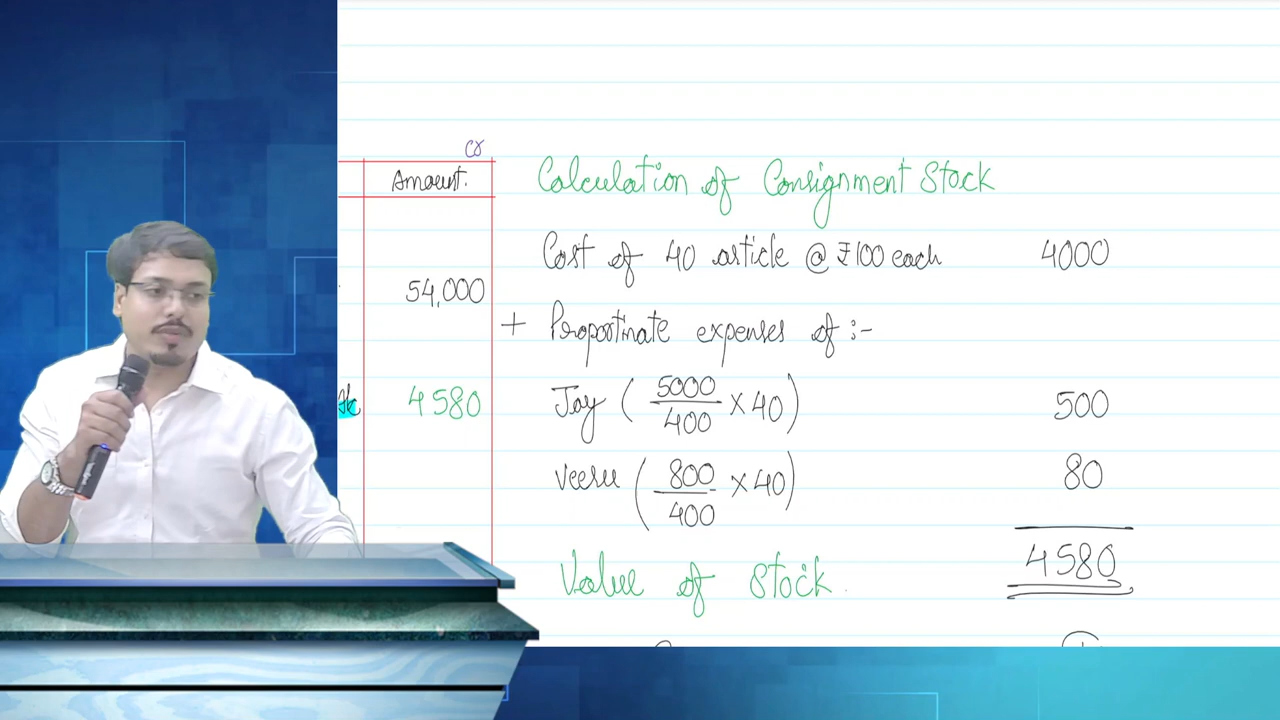 Cr
Amount.
54,000
4580
Calculation of Consignment Stock
Cost of 40 article @ ₹100 each 4000
+ Proportinate expenses of :-
Jay ( 5000/400 × 40 ) 500
Veeru ( 800/400 × 40 ) 80
4580
Value of Stock.